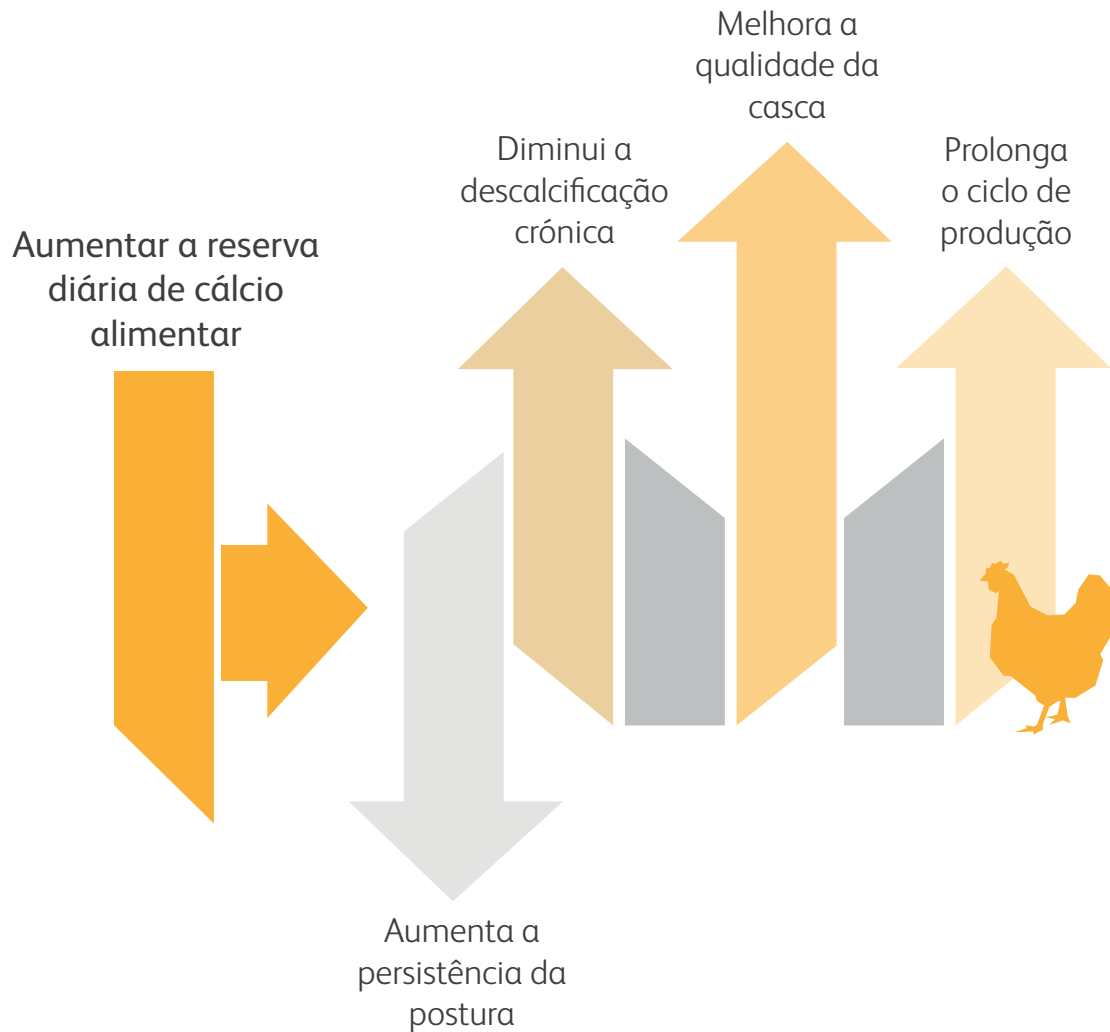 Aumentar a reserva
diária de cálcio
alimentar
Diminui a
descalcificação
crónica
Melhora a
qualidade da
casca
Prolonga
o ciclo de
produção
Aumenta a
persistência da
postura